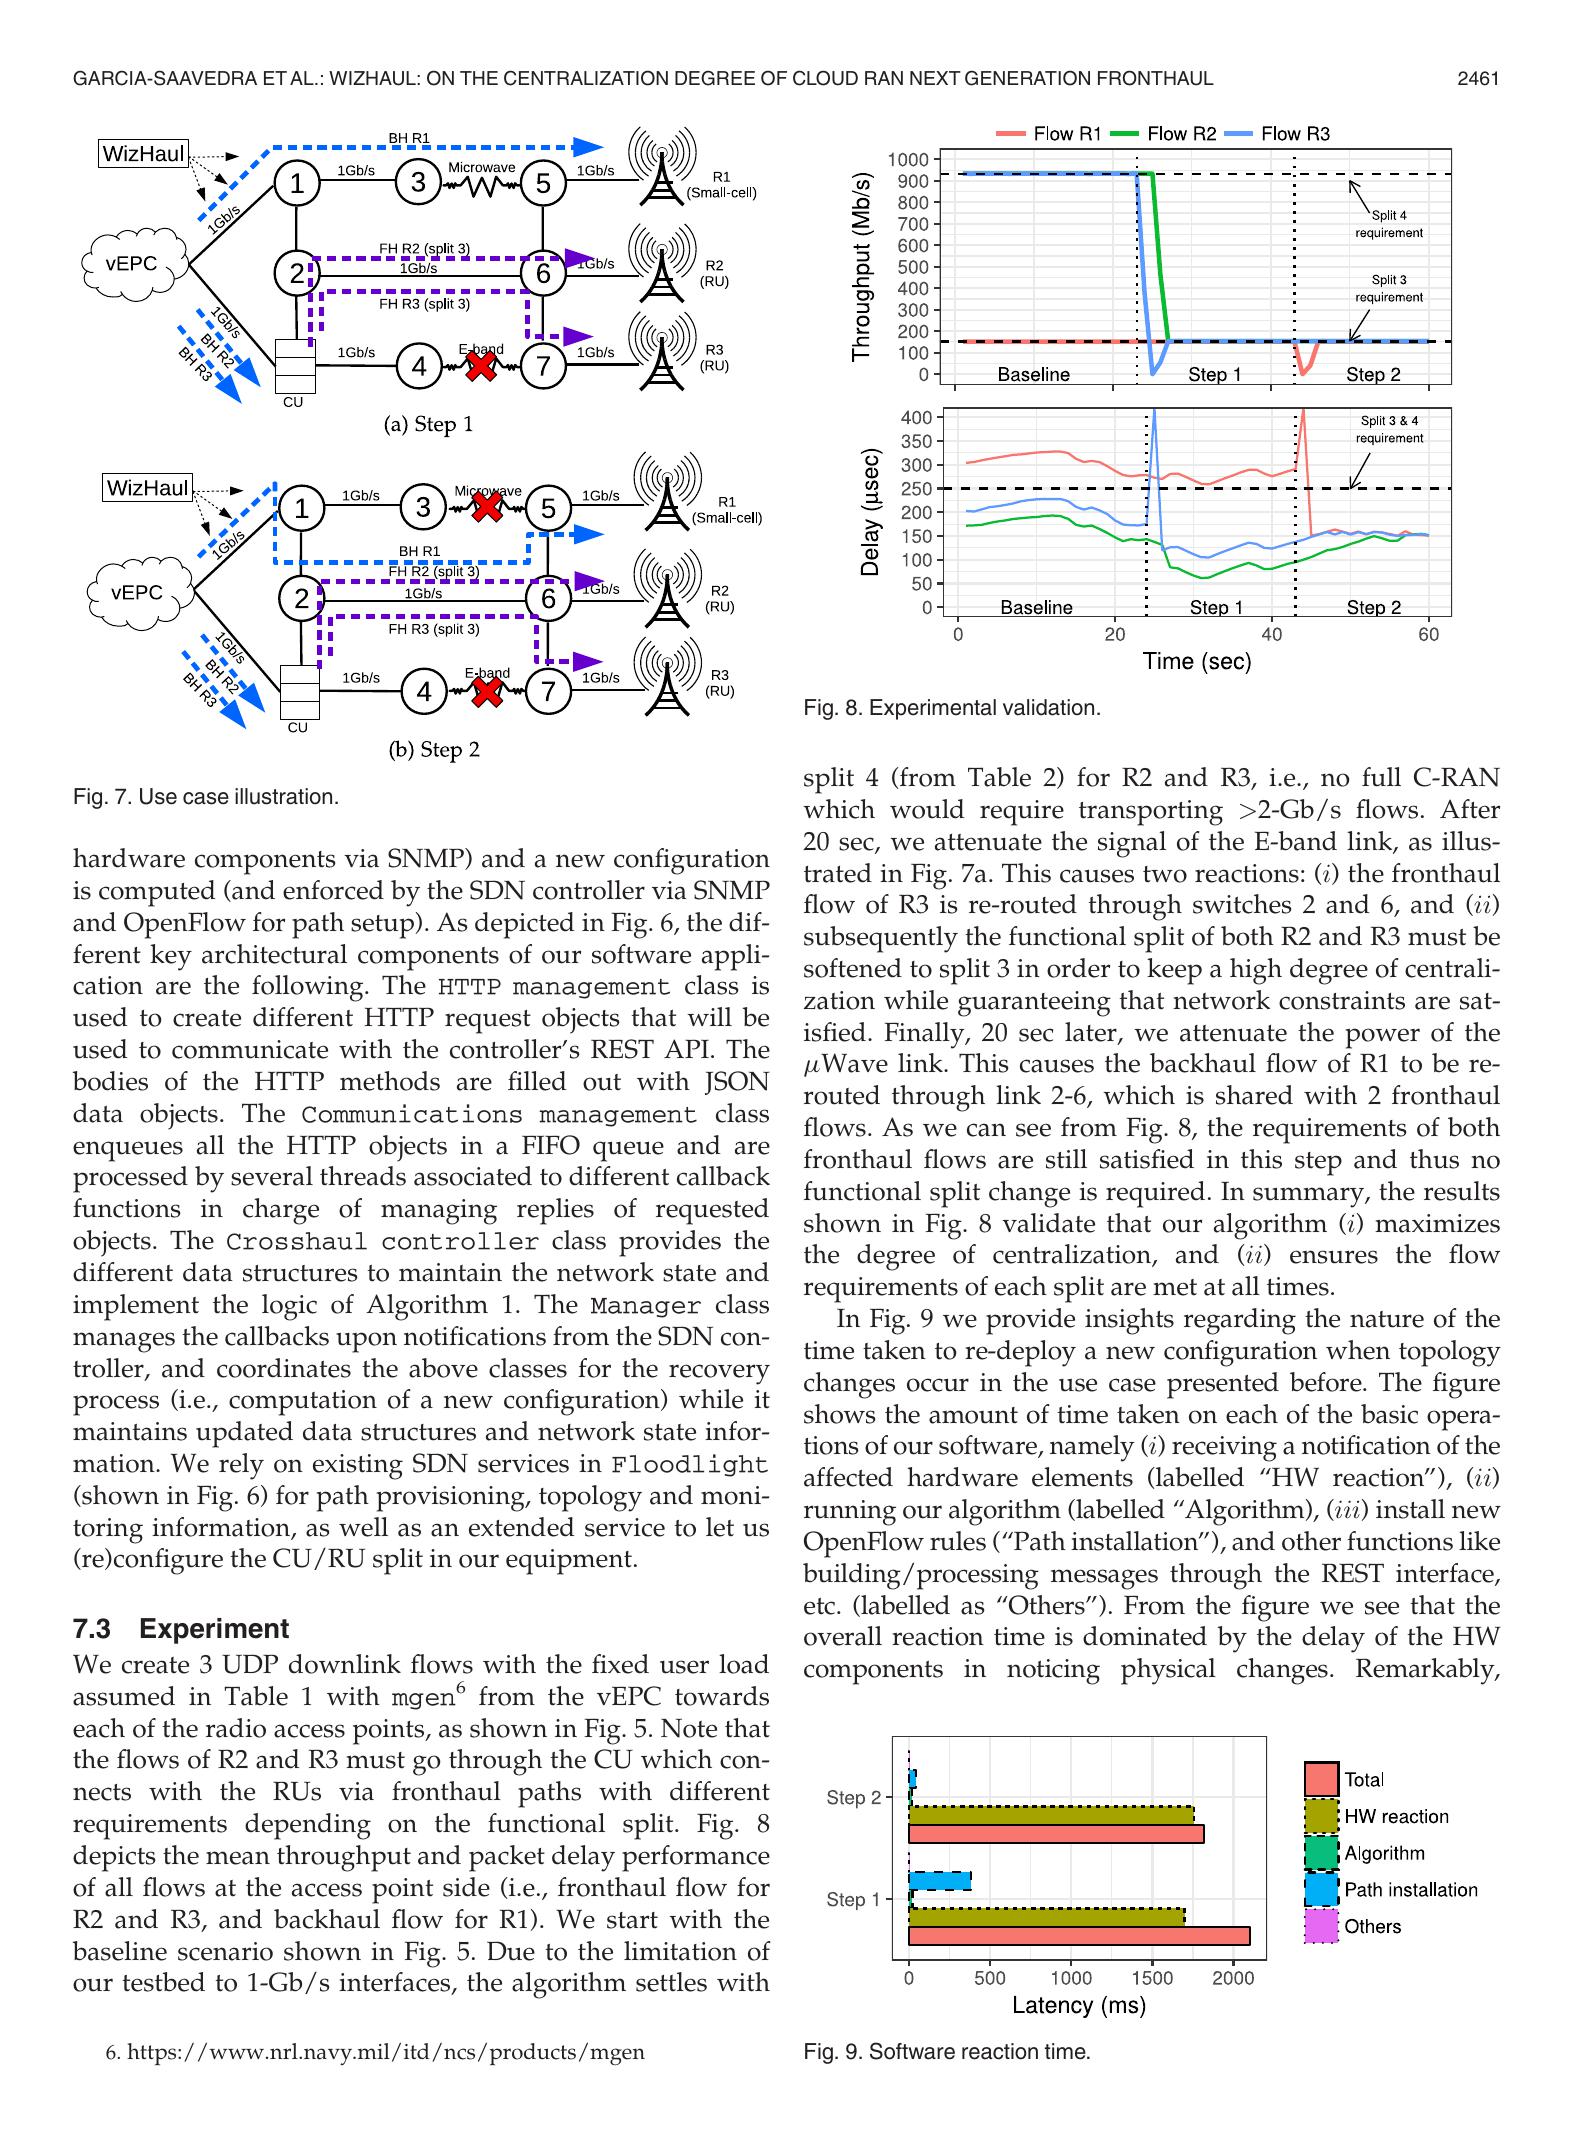 GARCIA-SAAVEDRA ET AL.: WIZHAUL: ON THE CENTRALIZATION DEGREE OF CLOUD RAN NEXT GENERATION FRONTHAUL
2461
WizHaul
BH R1
1
1Gb/s
3
Microwave
5
1Gb/s
R1
(Small-cell)
1Gb/s
vEPC
FH R2 (split 3)
2
1Gb/s
6
1Gb/s
R2
(RU)
FH R3 (split 3)
1Gb/s
BH R2
BH R3
1Gb/s
4
E-band
7
1Gb/s
R3
(RU)
CU
(a) Step 1
WizHaul
1
1Gb/s
3
Microwave
5
1Gb/s
R1
(Small-cell)
1Gb/s
BH R1
vEPC
FH R2 (split 3)
2
1Gb/s
6
1Gb/s
R2
(RU)
FH R3 (split 3)
1Gb/s
BH R2
BH R3
1Gb/s
4
E-band
7
1Gb/s
R3
(RU)
CU
(b) Step 2
Fig. 7. Use case illustration.
hardware components via SNMP) and a new configuration
is computed (and enforced by the SDN controller via SNMP
and OpenFlow for path setup). As depicted in Fig. 6, the dif-
ferent key architectural components of our software appli-
cation are the following. The HTTP management class is
used to create different HTTP request objects that will be
used to communicate with the controller's REST API. The
bodies of the HTTP methods are filled out with JSON
data objects. The Communications management class
enqueues all the HTTP objects in a FIFO queue and are
processed by several threads associated to different callback
functions in charge of managing replies of requested
objects. The Crosshaul controller class provides the
different data structures to maintain the network state and
implement the logic of Algorithm 1. The Manager class
manages the callbacks upon notifications from the SDN con-
troller, and coordinates the above classes for the recovery
process (i.e., computation of a new configuration) while it
maintains updated data structures and network state infor-
mation. We rely on existing SDN services in Floodlight
(shown in Fig. 6) for path provisioning, topology and moni-
toring information, as well as an extended service to let us
(re)configure the CU/RU split in our equipment.
7.3 Experiment
We create 3 UDP downlink flows with the fixed user load
assumed in Table 1 with mgen6 from the vEPC towards
each of the radio access points, as shown in Fig. 5. Note that
the flows of R2 and R3 must go through the CU which con-
nects with the RUs via fronthaul paths with different
requirements depending on the functional split. Fig. 8
depicts the mean throughput and packet delay performance
of all flows at the access point side (i.e., fronthaul flow for
R2 and R3, and backhaul flow for R1). We start with the
baseline scenario shown in Fig. 5. Due to the limitation of
our testbed to 1-Gb/s interfaces, the algorithm settles with
6. https://www.nrl.navy.mil/itd/ncs/products/mgen
Flow R1 Flow R2 Flow R3
Throughput (Mb/s)
1000
900
800
700
600
500
400
300
200
100
0
Split 4
requirement
Split 3
requirement
Baseline
Step 1
Step 2
Delay (µsec)
400
350
300
250
200
150
100
50
0
Split 3 & 4
requirement
Baseline
Step 1
Step 2
0 20 40 60
Time (sec)
Fig. 8. Experimental validation.
split 4 (from Table 2) for R2 and R3, i.e., no full C-RAN
which would require transporting >2-Gb/s flows. After
20 sec, we attenuate the signal of the E-band link, as illus-
trated in Fig. 7a. This causes two reactions: (i) the fronthaul
flow of R3 is re-routed through switches 2 and 6, and (ii)
subsequently the functional split of both R2 and R3 must be
softened to split 3 in order to keep a high degree of centrali-
zation while guaranteeing that network constraints are sat-
isfied. Finally, 20 sec later, we attenuate the power of the
µWave link. This causes the backhaul flow of R1 to be re-
routed through link 2-6, which is shared with 2 fronthaul
flows. As we can see from Fig. 8, the requirements of both
fronthaul flows are still satisfied in this step and thus no
functional split change is required. In summary, the results
shown in Fig. 8 validate that our algorithm (i) maximizes
the degree of centralization, and (ii) ensures the flow
requirements of each split are met at all times.
In Fig. 9 we provide insights regarding the nature of the
time taken to re-deploy a new configuration when topology
changes occur in the use case presented before. The figure
shows the amount of time taken on each of the basic opera-
tions of our software, namely (i) receiving a notification of the
affected hardware elements (labelled "HW reaction"), (ii)
running our algorithm (labelled "Algorithm), (iii) install new
OpenFlow rules ("Path installation"), and other functions like
building/processing messages through the REST interface,
etc. (labelled as "Others"). From the figure we see that the
overall reaction time is dominated by the delay of the HW
components in noticing physical changes. Remarkably,
Step 2
Step 1
0 500 1000 1500 2000
Latency (ms)
Total
HW reaction
Algorithm
Path installation
Others
Fig. 9. Software reaction time.